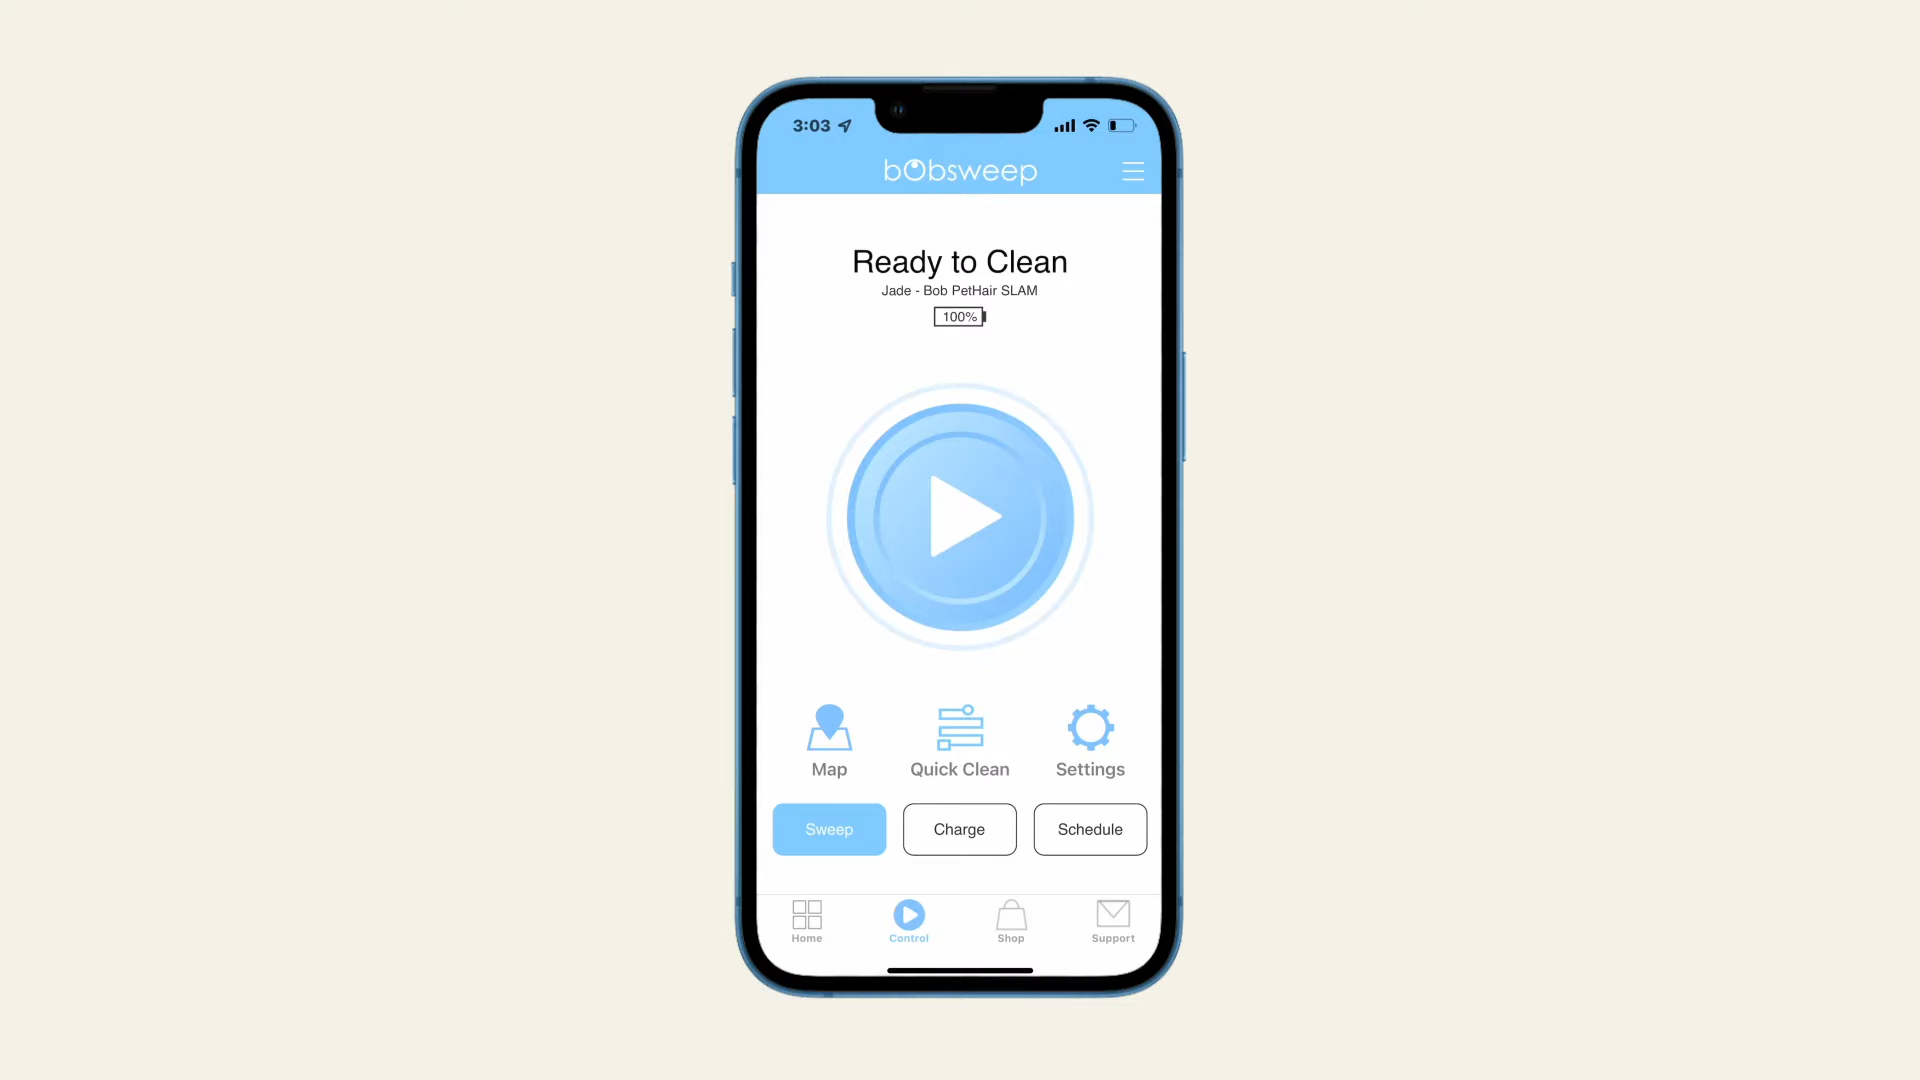 3:03
bobsweep
Ready to Clean
Jade - Bob PetHair SLAM
100%
Map
Quick Clean
Settings
Sweep
Charge
Schedule
Home
Control
Shop
Support